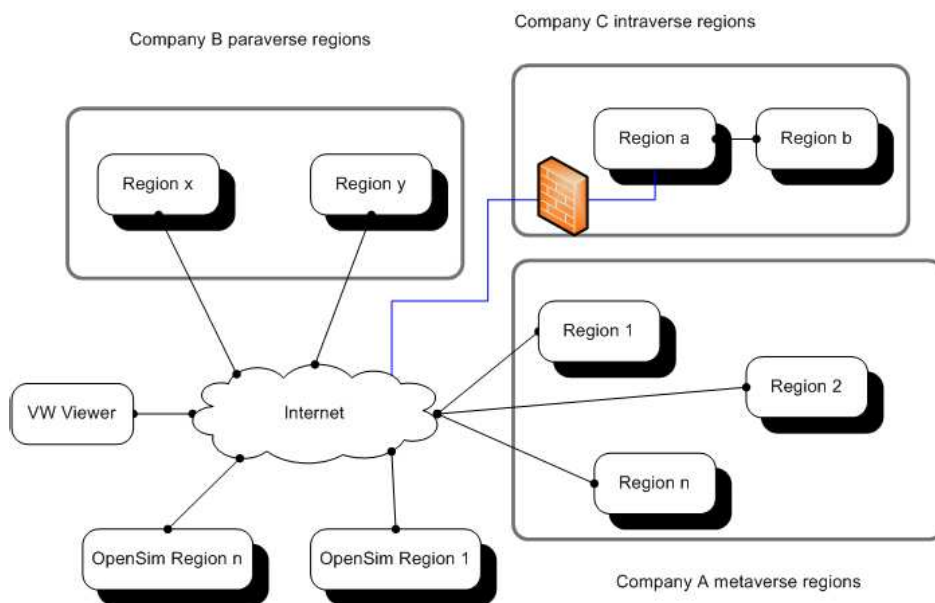 Company C intraverse regions
Company B paraverse regions
Region a
Region b
Region x
Region y
Region 1
Region 2
VW Viewer
Internet
Region n
OpenSim Region n
OpenSim Region 1
Company A metaverse regions